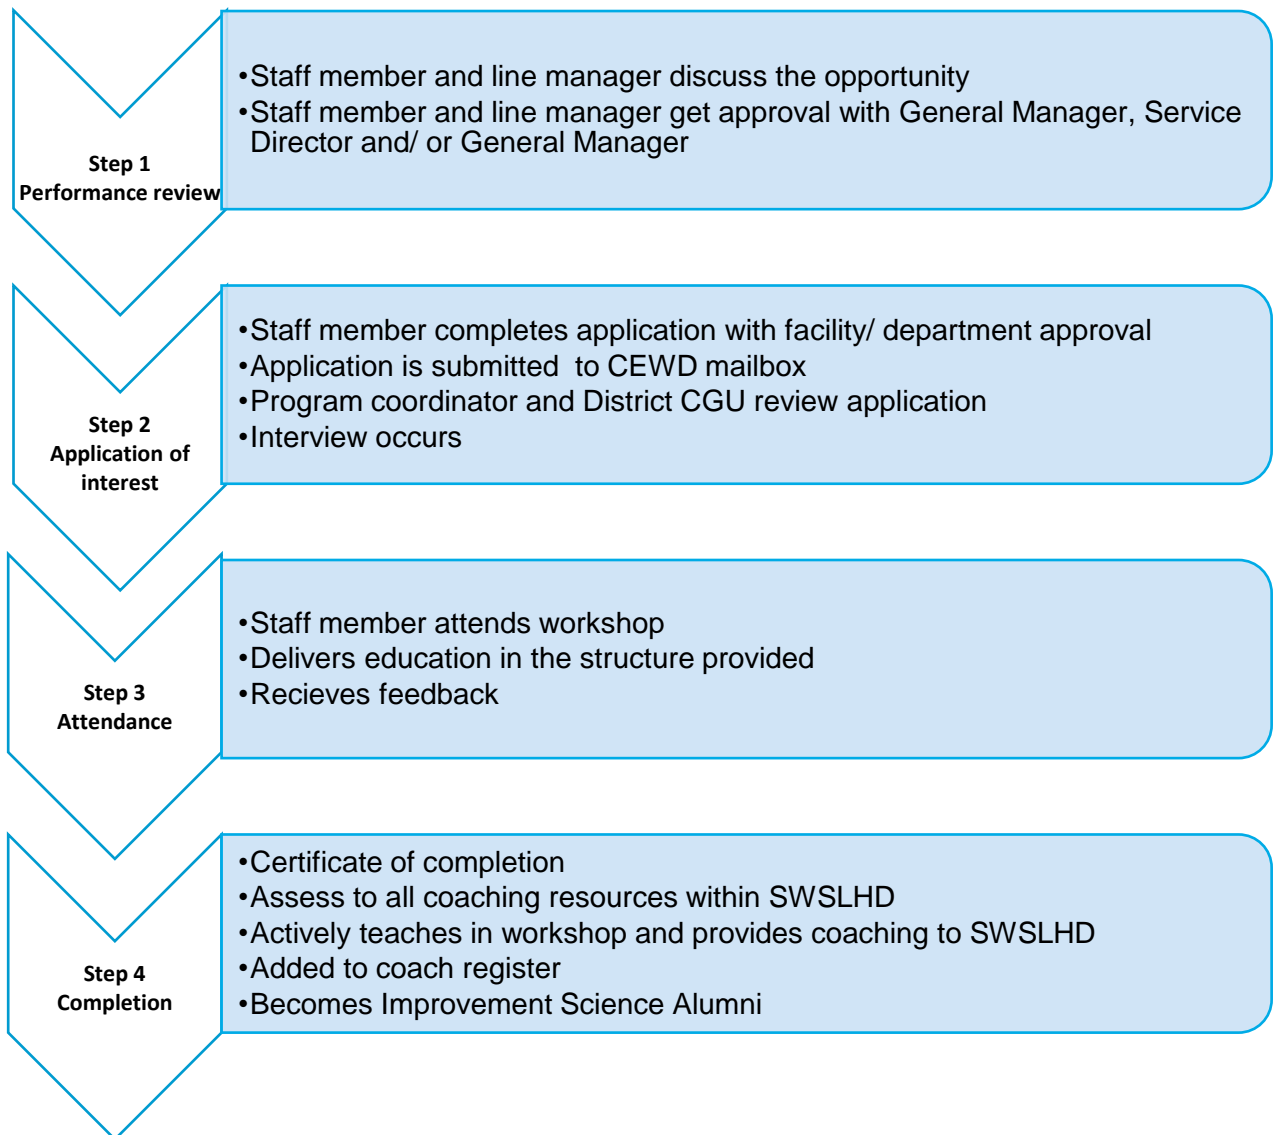 Step 1
Performance review
•Staff member and line manager discuss the opportunity
•Staff member and line manager get approval with General Manager, Service
Director and/ or General Manager
Step 2
Application of
interest
•Staff member completes application with facility/ department approval
•Application is submitted  to CEWD mailbox
•Program coordinator and District CGU review application
•Interview occurs
Step 3
Attendance
•Staff member attends workshop
•Delivers education in the structure provided
•Recieves feedback
Step 4
Completion
•Certificate of completion
•Assess to all coaching resources within SWSLHD
•Actively teaches in workshop and provides coaching to SWSLHD
•Added to coach register
•Becomes Improvement Science Alumni